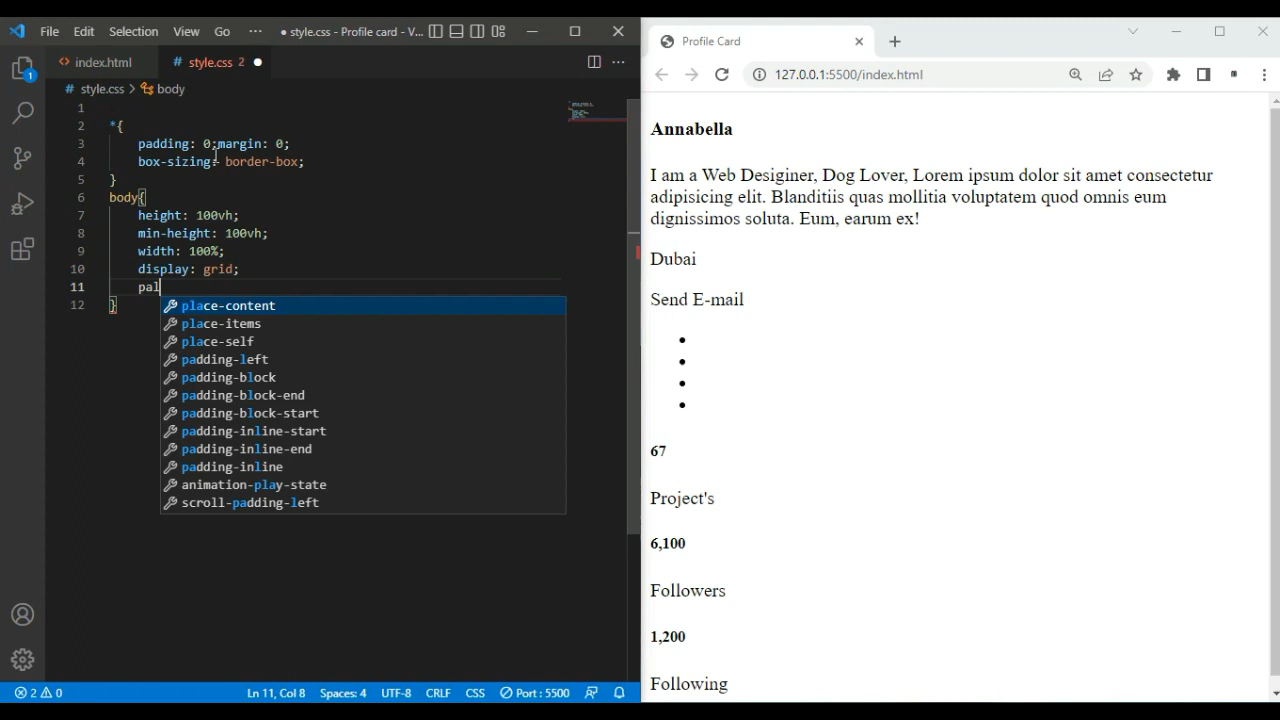 File Edit Selection View Go ··· ● style.css - Profile card - V...
index.html
# style.css 2 ●
# style.css > body
1
2 *{
3 padding: 0;margin: 0;
4 box-sizing: border-box;
5 }
6 body{
7 height: 100vh;
8 min-height: 100vh;
9 width: 100%;
10 display: grid;
11 pal
12 }
place-content
place-items
place-self
padding-left
padding-block
padding-block-end
padding-block-start
padding-inline-start
padding-inline-end
padding-inline
animation-play-state
scroll-padding-left
1
2 0 Ln 11, Col 8 Spaces: 4 UTF-8 CRLF CSS Port : 5500
Profile Card
127.0.0.1:5500/index.html
Annabella
I am a Web Desiginer, Dog Lover, Lorem ipsum dolor sit amet consectetur
adipisicing elit. Blanditiis quas mollitia voluptatem quod omnis eum
dignissimos soluta. Eum, earum ex!
Dubai
Send E-mail
•
•
•
•
67
Project's
6,100
Followers
1,200
Following